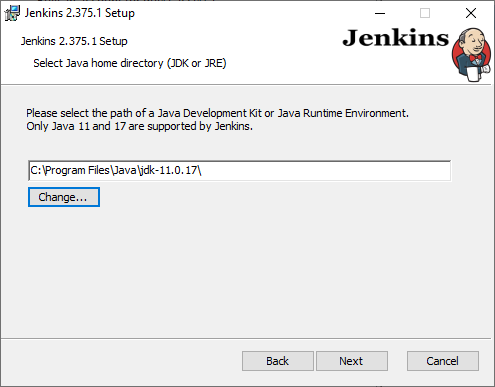 Jenkins 2.375.1 Setup
Jenkins 2.375.1 Setup
Jenkins
Select Java home directory (JDK or JRE)
Please select the path of a Java Development Kit or Java Runtime Environment.
Only Java 11 and 17 are supported by Jenkins.
C:\Program Files\Java\jdk-11.0.17\
Change...
Back
Next
Cancel